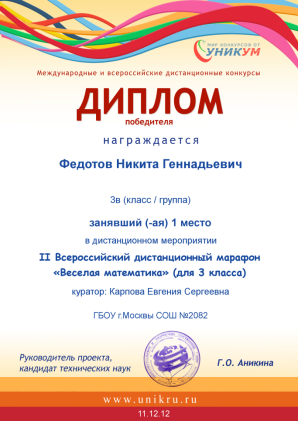 МИР КОНКУРСОВ ОТ
УНИКУМ
Международные и всероссийские дистанционные конкурсы
ДИПЛОМ
победителя
награждается
Федотов Никита Геннадьевич
3в (класс / группа)
занявший (-ая) 1 место
в дистанционном мероприятии
II Всероссийский дистанционный марафон
«Веселая математика» (для 3 класса)
куратор: Карпова Евгения Сергеевна
ГБОУ г.Москвы СОШ №2082
Руководитель проекта,
кандидат технических наук
Г.О. Аникина
www.unikru.ru
11.12.12